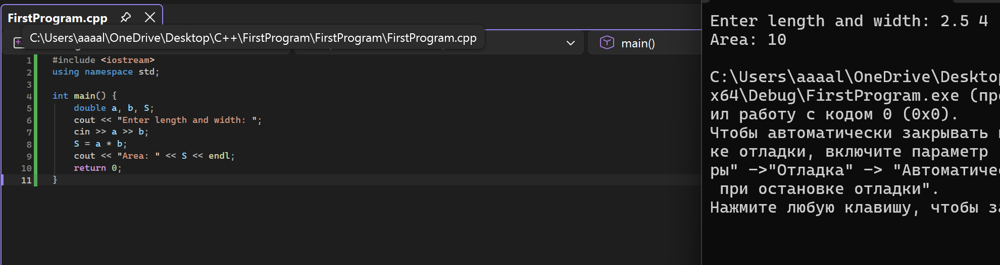 FirstProgram.cpp
C:\Users\aaaal\OneDrive\Desktop\C++\FirstProgram\FirstProgram\FirstProgram.cpp
main()
1 #include <iostream>
2 using namespace std;
3
4 int main() {
5 double a, b, S;
6 cout << "Enter length and width: ";
7 cin >> a >> b;
8 S = a * b;
9 cout << "Area: " << S << endl;
10 return 0;
11 }
Enter length and width: 2.5 4
Area: 10
C:\Users\aaaal\OneDrive\Desktop
x64\Debug\FirstProgram.exe (про
ил работу с кодом 0 (0x0).
Чтобы автоматически закрывать
ке отладки, включите параметр
ры" ->"Отладка" -> "Автоматичес
при остановке отладки".
Нажмите любую клавишу, чтобы за